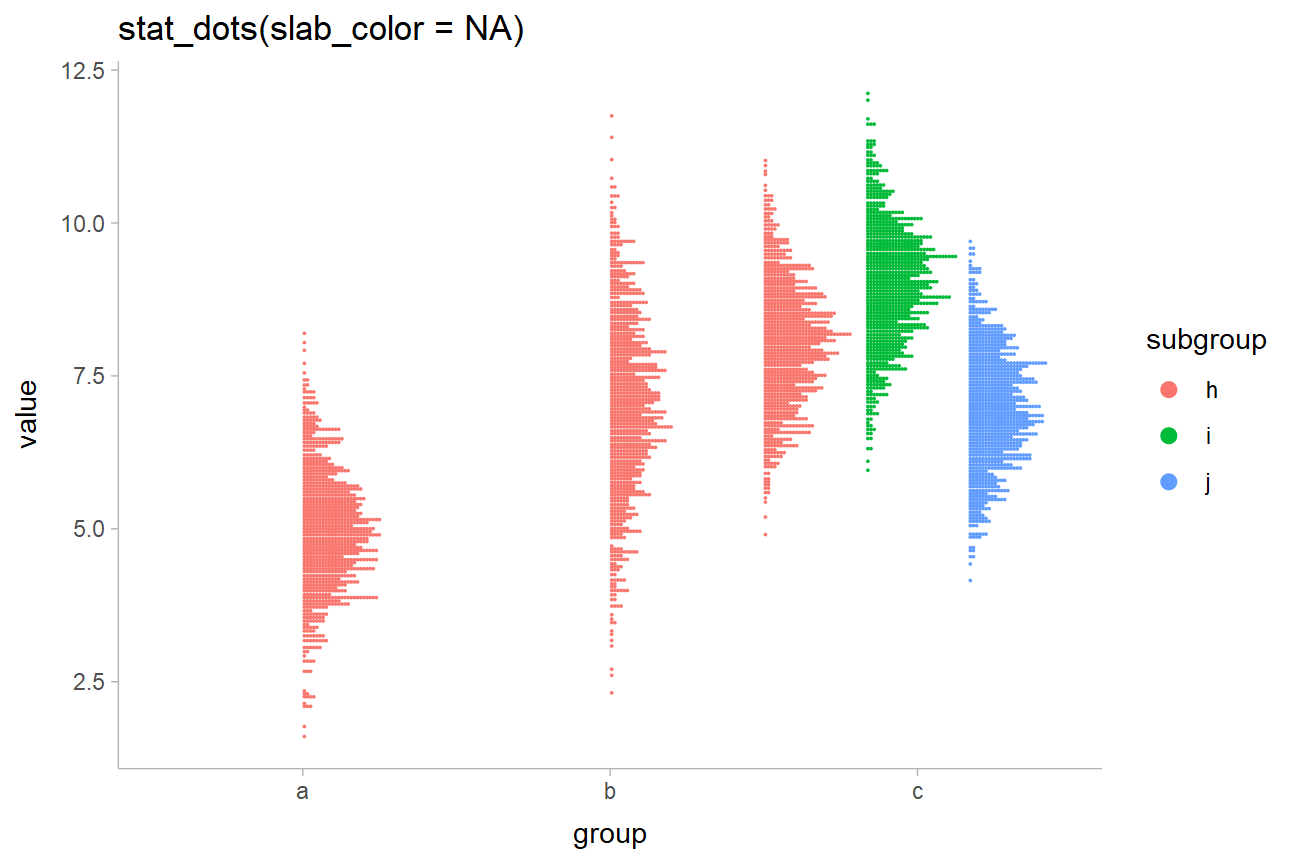 stat_dots(slab_color = NA)
12.5
10.0
7.5
5.0
2.5
value
a
b
c
group
subgroup
h
i
j